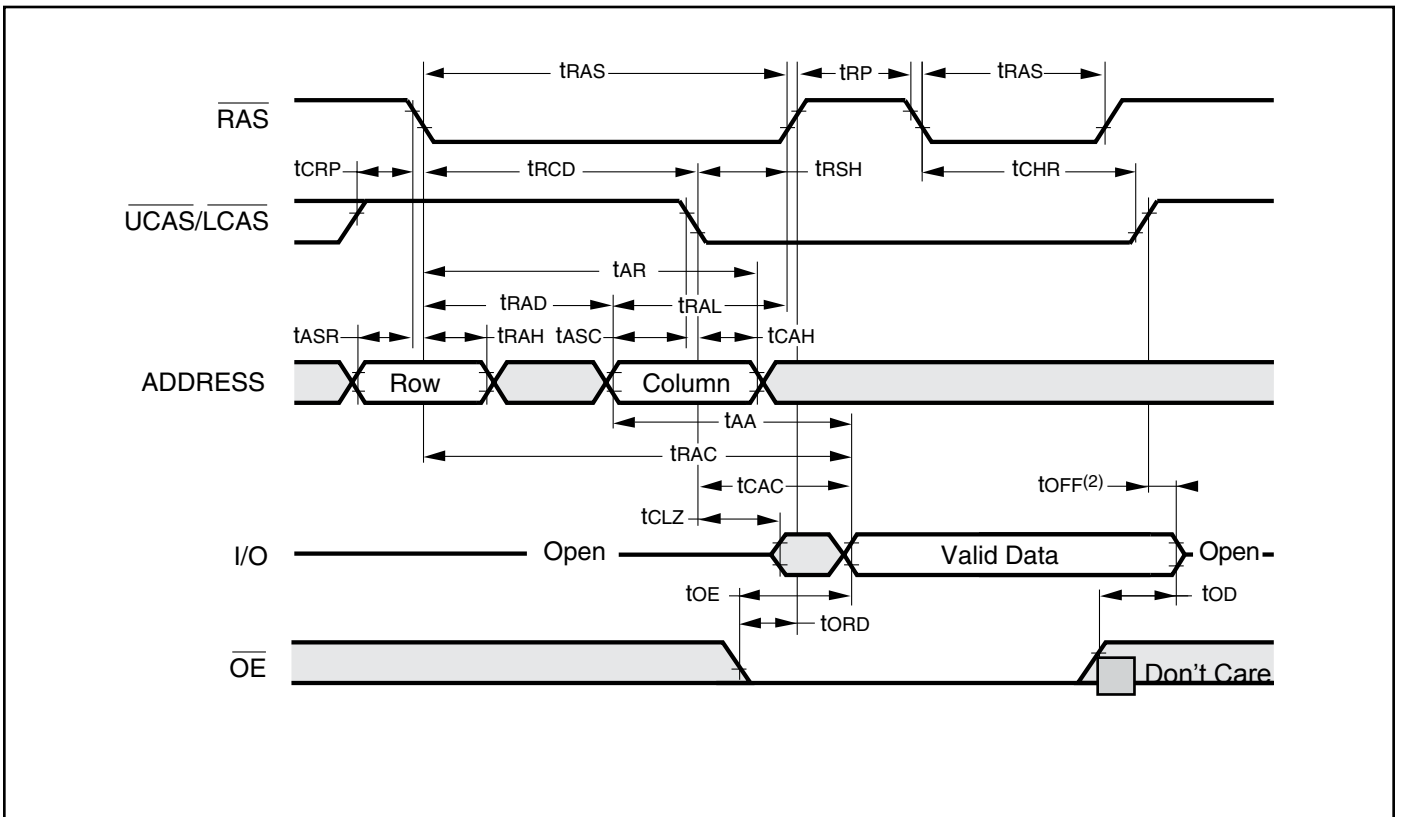 tRAS tRP tRAS
RAS
tCRP tRCD tRSH tCHR
UCAS/LCAS
tAR
tRAD tRAL
tASR tRAH tASC tCAH
ADDRESS Row Column
tAA
tRAC
tCAC tOFF(2)
tCLZ
I/O Open Valid Data Open
tOE tOD
tORD
OE Don't Care